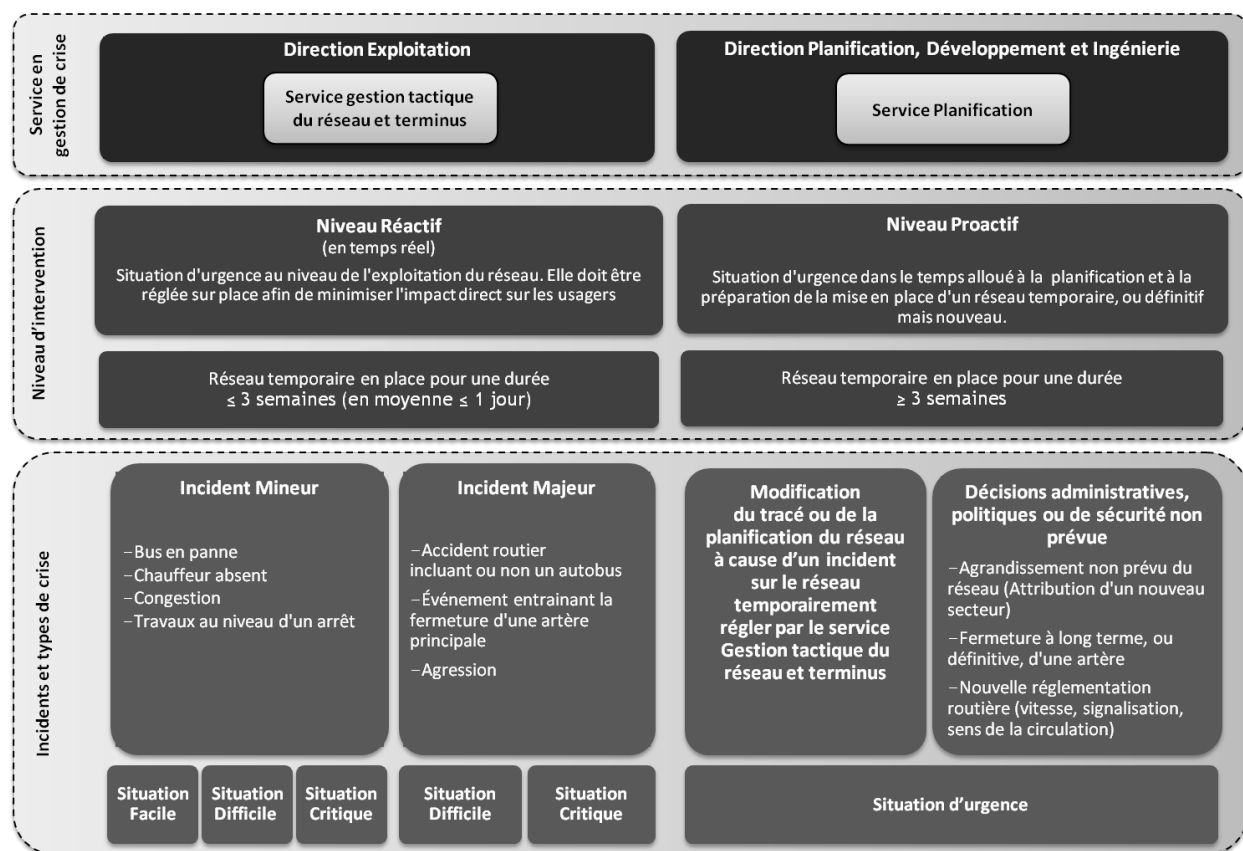 Service en
gestion de crise
Direction Exploitation
Service gestion tactique
du réseau et terminus
Direction Planification, Développement et Ingénierie
Service Planification
Niveau d'intervention
Niveau Réactif
(en temps réel)
Situation d'urgence au niveau de l'exploitation du réseau. Elle doit être
réglée sur place afin de minimiser l'impact direct sur les usagers
Niveau Proactif
Situation d'urgence dans le temps alloué à la planification et à la
préparation de la mise en place d'un réseau temporaire, ou définitif
mais nouveau.
Réseau temporaire en place pour une durée
≤ 3 semaines (en moyenne ≤ 1 jour)
Réseau temporaire en place pour une durée
≥ 3 semaines
Incidents et types de crise
Incident Mineur
–Bus en panne
–Chauffeur absent
–Congestion
–Travaux au niveau d'un arrêt
Incident Majeur
–Accident routier
incluant ou non un autobus
–Événement entrainant la
fermeture d'une artère
principale
–Agression
Modification
du tracé ou de la
planification du réseau
à cause d’un incident
sur le réseau
temporairement
régler par le service
Gestion tactique du
réseau et terminus
Décisions administratives,
politiques ou de sécurité non
prévue
–Agrandissement non prévu du
réseau (Attribution d'un nouveau
secteur)
–Fermeture à long terme, ou
définitive, d'une artère
–Nouvelle réglementation
routière (vitesse, signalisation,
sens de la circulation)
Situation
Facile
Situation
Difficile
Situation
Critique
Situation
Difficile
Situation
Critique
Situation d’urgence